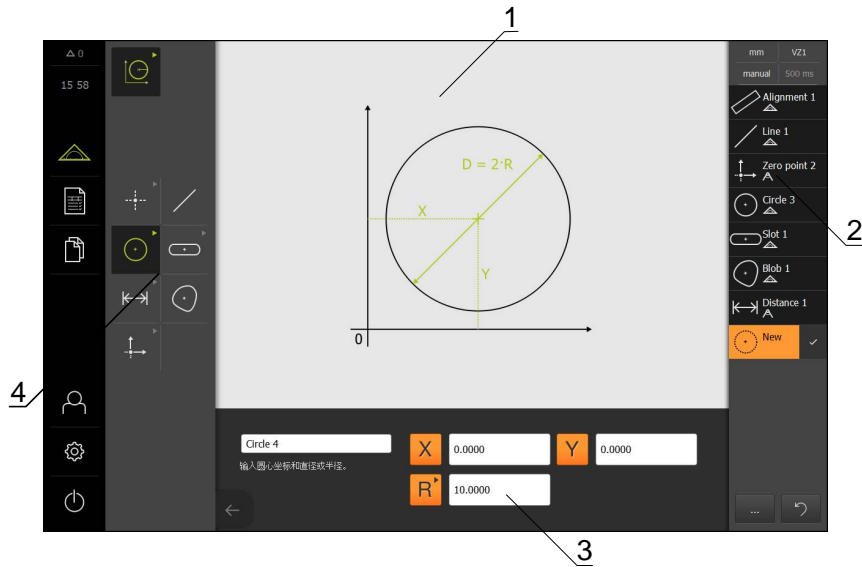 1
△ 0
15 58
mm VZ1
manual 500 ms
Alignment 1
Line 1
Zero point 2
Circle 3
Slot 1
Blob 1
Distance 1
New
2
D = 2·R
X
Y
0
4
Circle 4
输入圆心坐标和直径或半径。
X 0.0000 Y 0.0000
R 10.0000
...
3